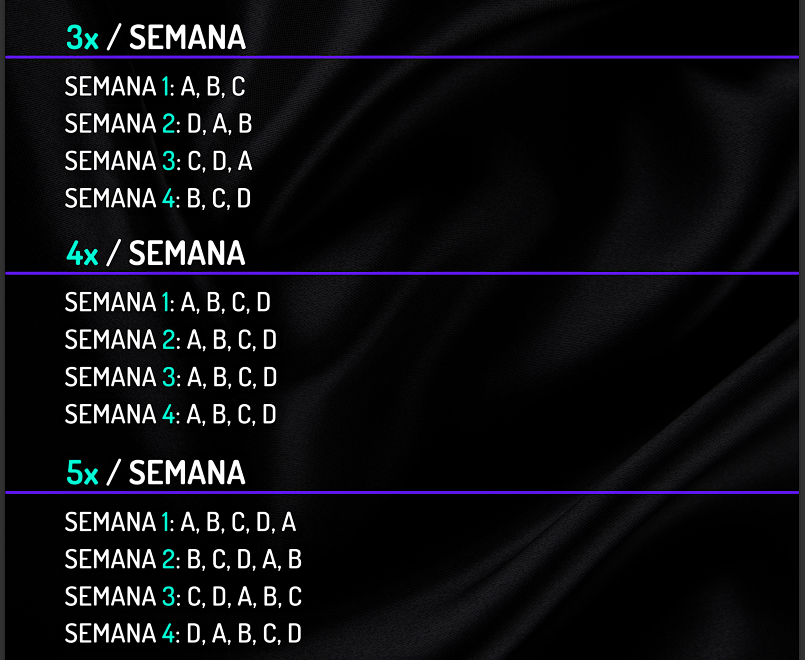 3x / SEMANA
SEMANA 1: A, B, C
SEMANA 2: D, A, B
SEMANA 3: C, D, A
SEMANA 4: B, C, D
4x / SEMANA
SEMANA 1: A, B, C, D
SEMANA 2: A, B, C, D
SEMANA 3: A, B, C, D
SEMANA 4: A, B, C, D
5x / SEMANA
SEMANA 1: A, B, C, D, A
SEMANA 2: B, C, D, A, B
SEMANA 3: C, D, A, B, C
SEMANA 4: D, A, B, C, D